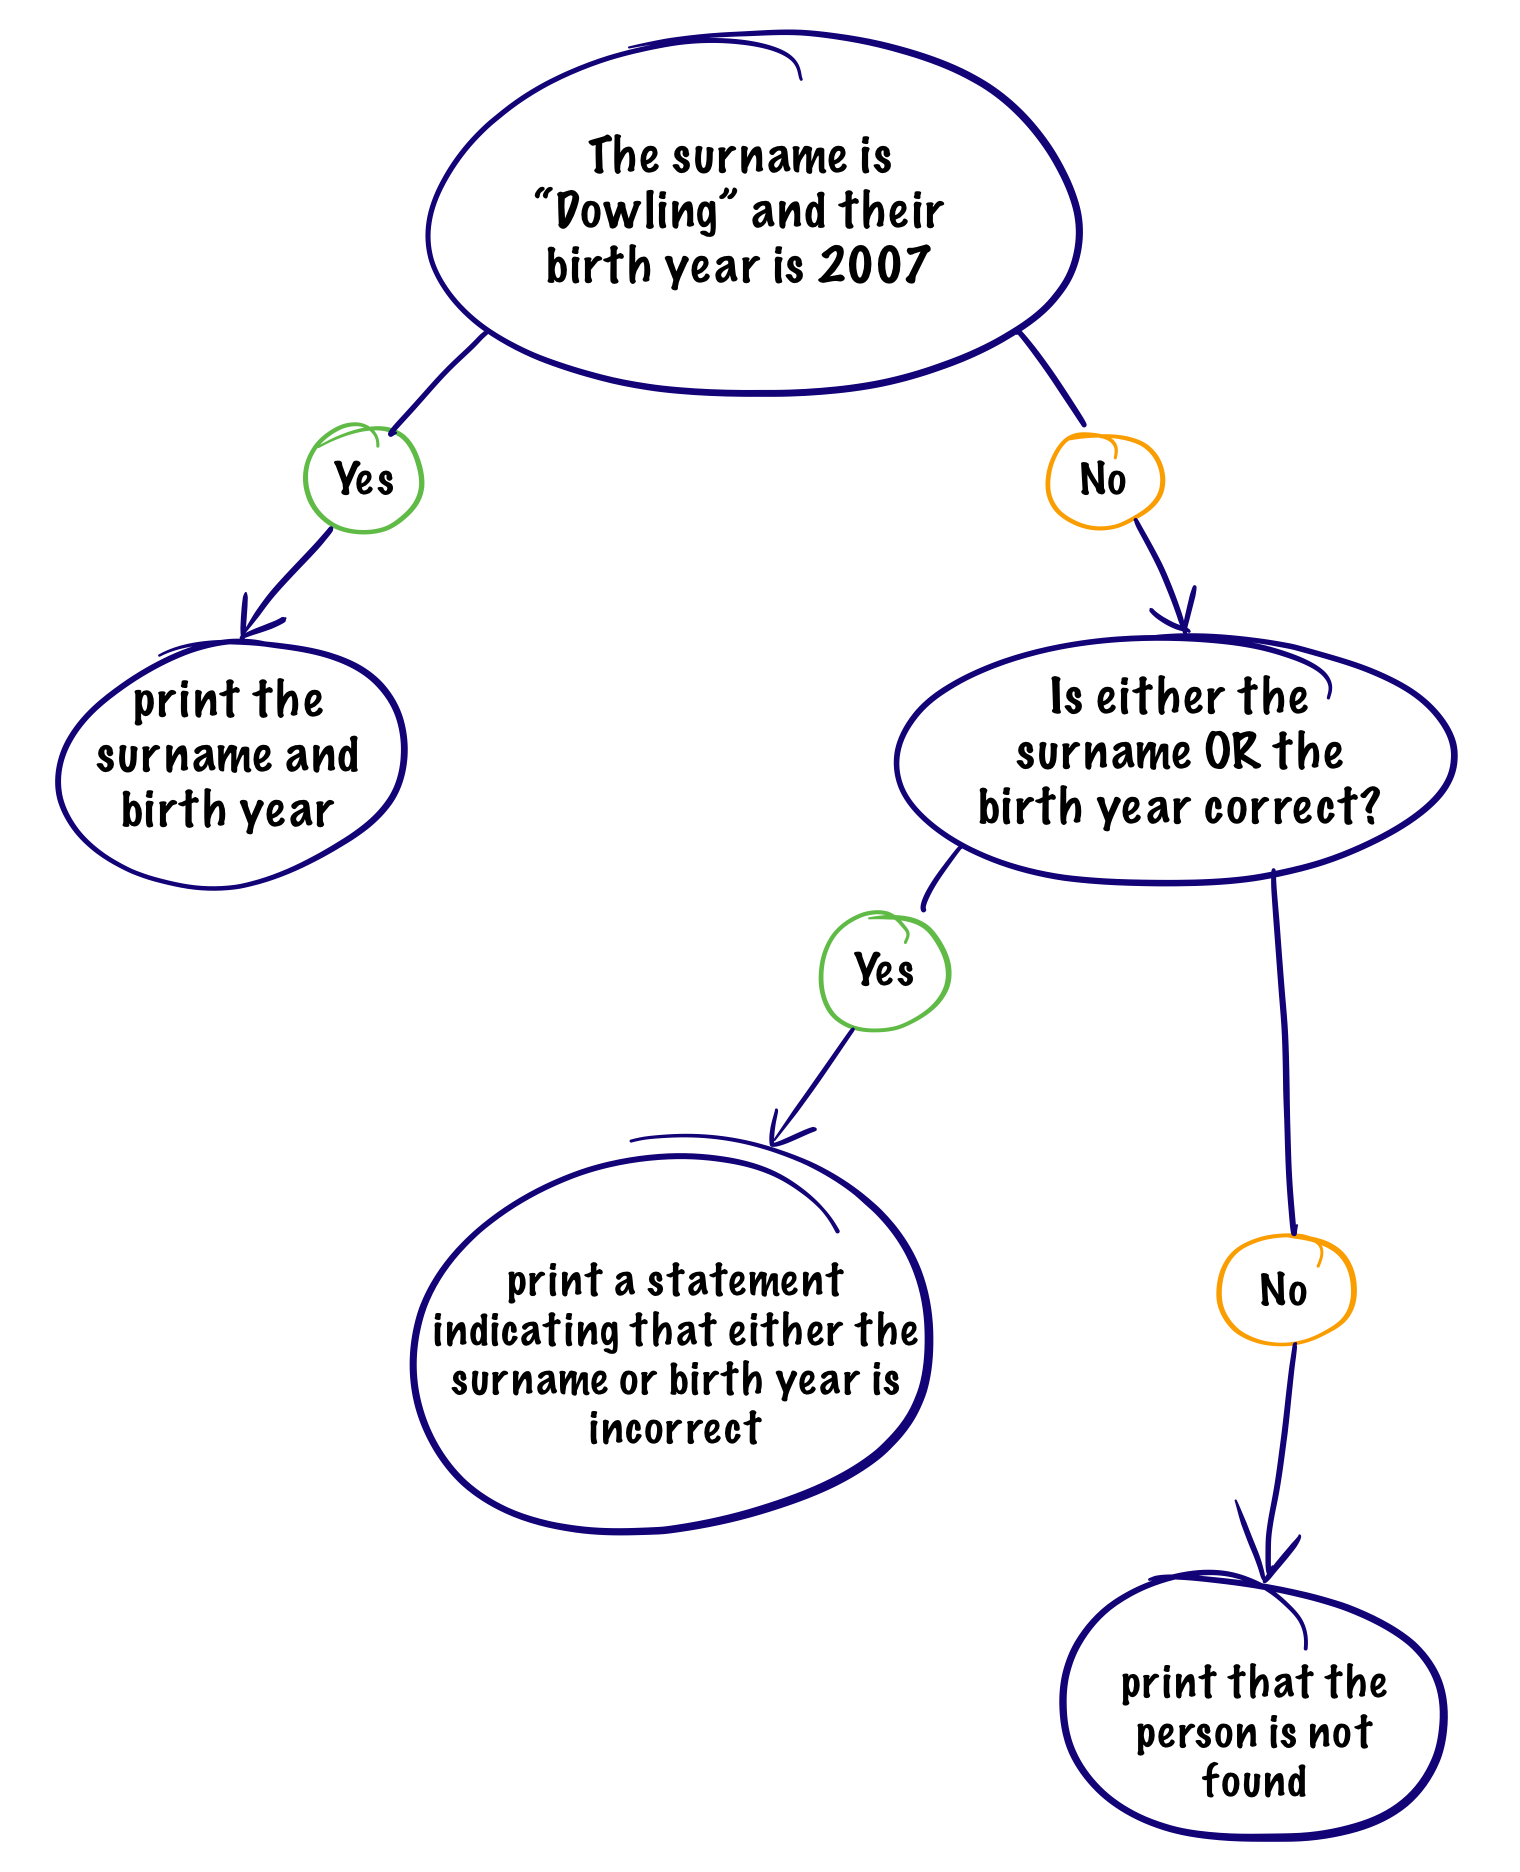 The surname is
“Dowling” and their
birth year is 2007
Yes
No
print the
surname and
birth year
Is either the
surname OR the
birth year correct?
Yes
print a statement
indicating that either the
surname or birth year is
incorrect
No
print that the
person is not
found